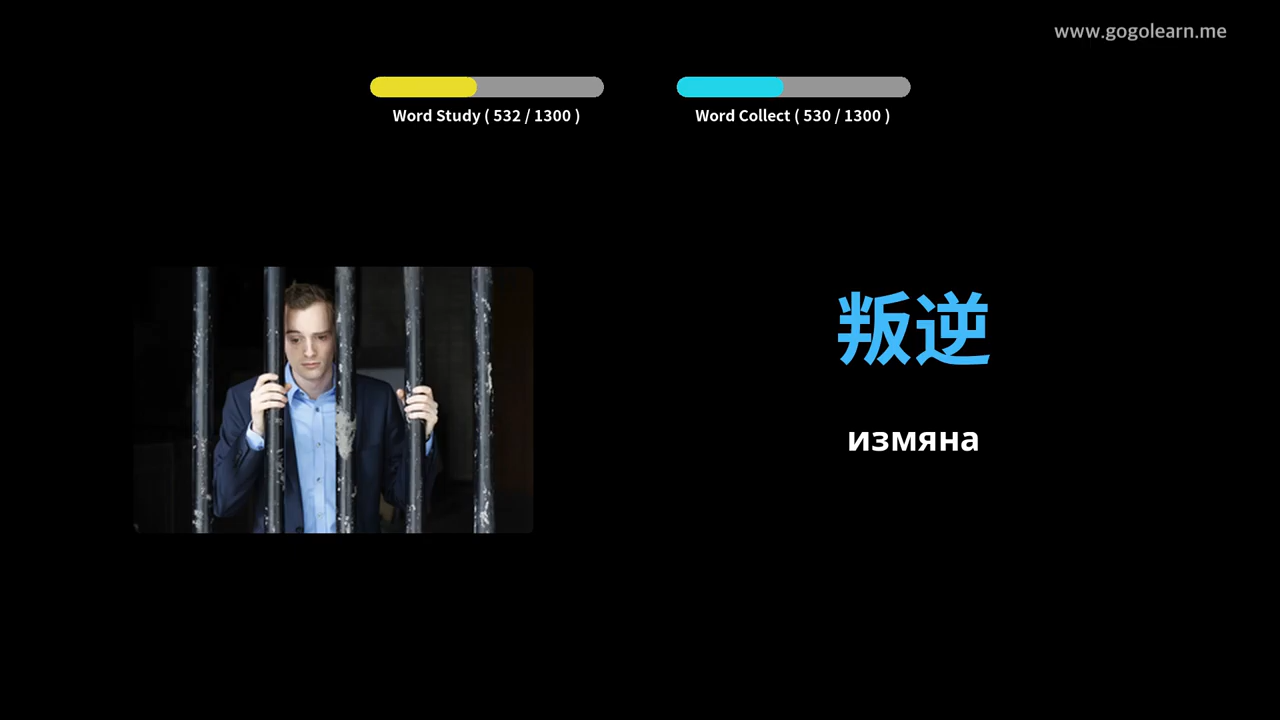 www.gogolearn.me
Word Study ( 532 / 1300 )
Word Collect ( 530 / 1300 )
叛逆
измяна